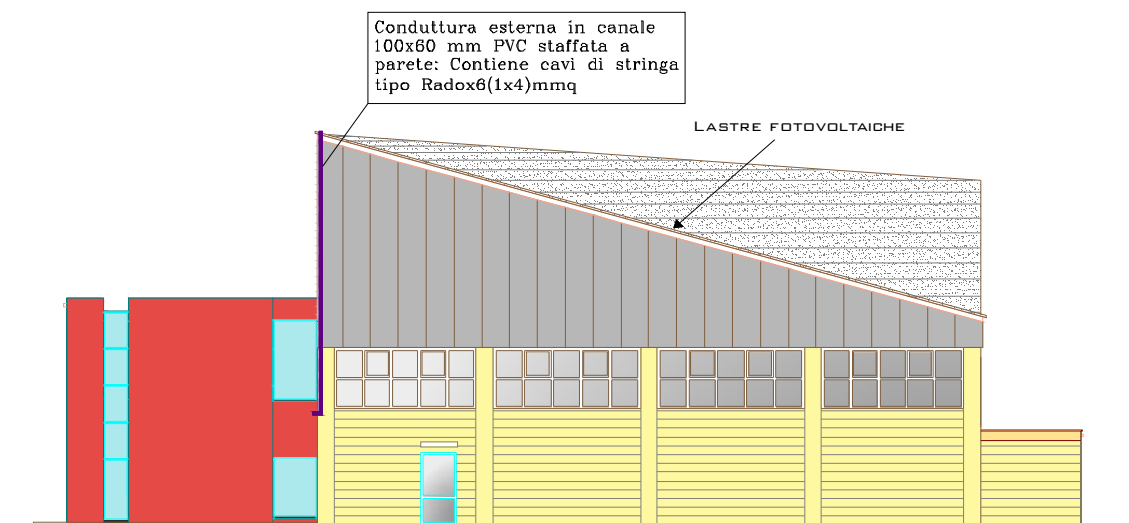 Conduttura esterna in canale
100x60 mm PVC staffata a
parete: Contiene cavi di stringa
tipo Radox6(1x4)mmq
Lastre fotovoltaiche